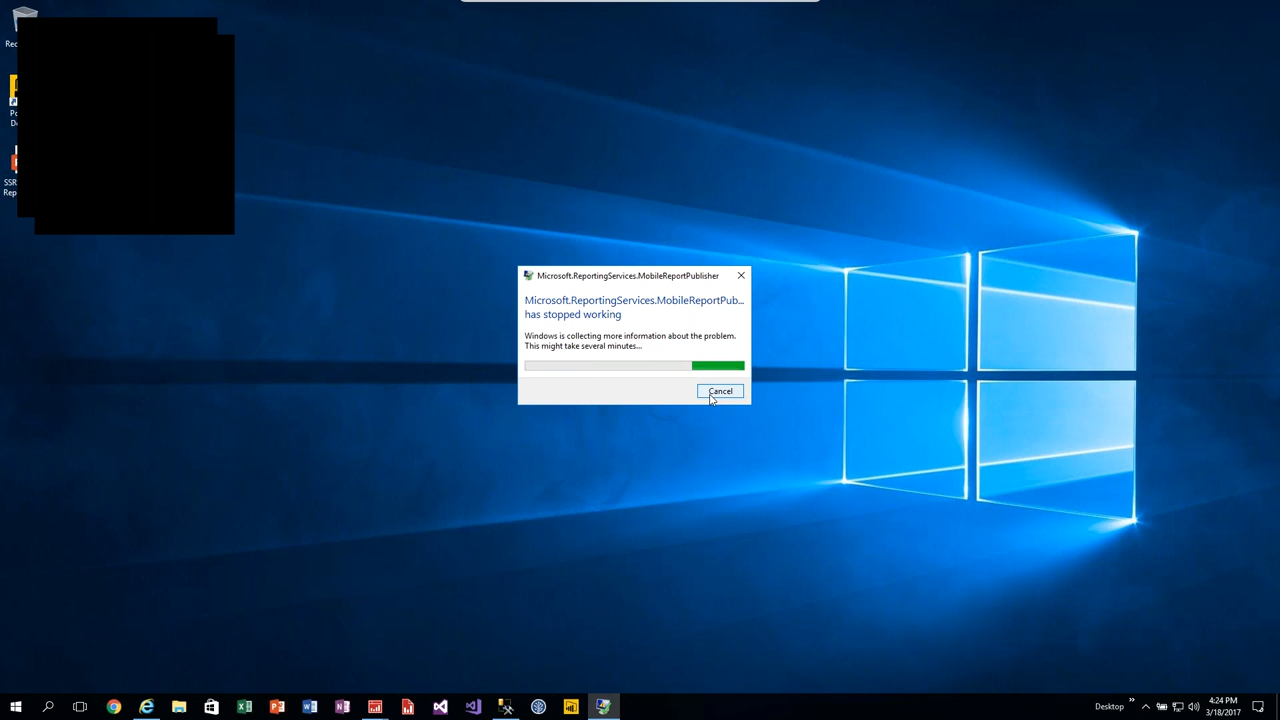 Microsoft.ReportingServices.MobileReportPublisher
Microsoft.ReportingServices.MobileReportPub...
has stopped working
Windows is collecting more information about the problem.
This might take several minutes...
Cancel
Desktop
4:24 PM
3/18/2017